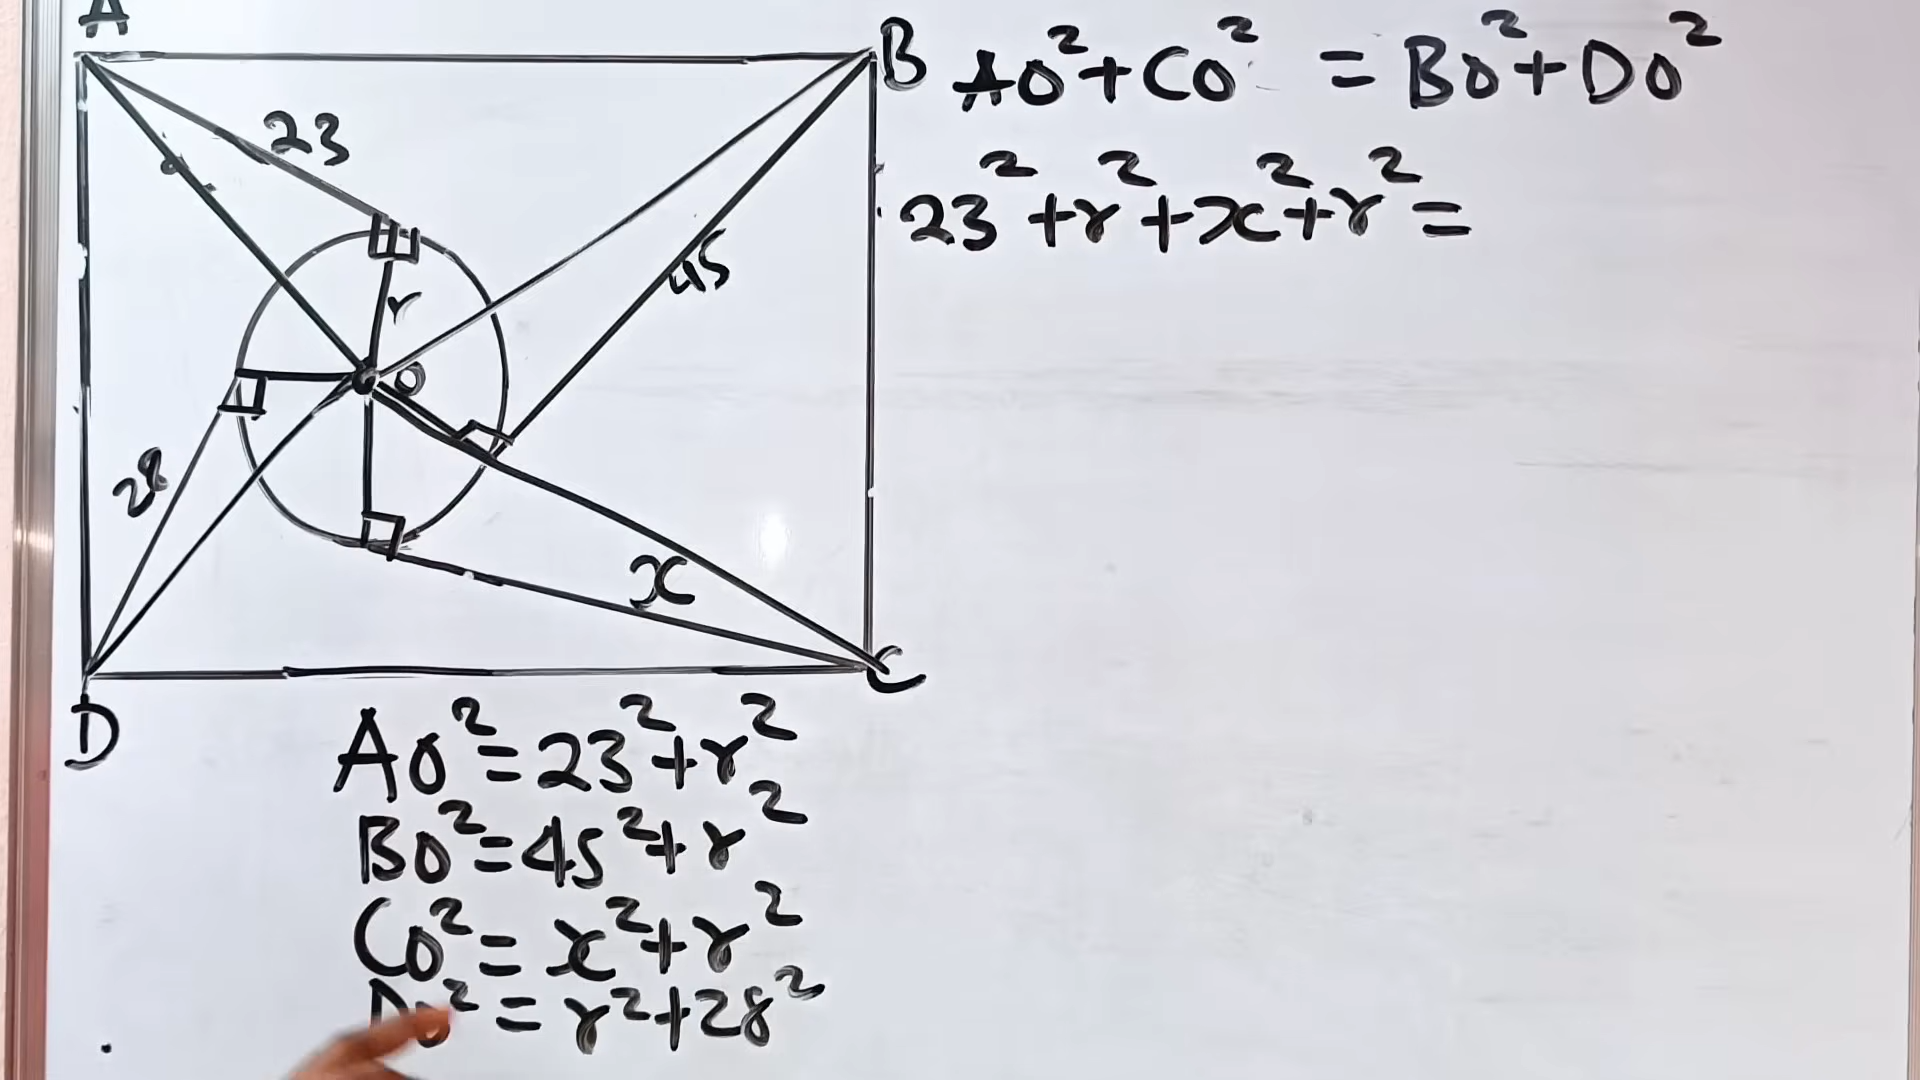 A
B
23
45
r
O
28
x
D
C
AO²+CO² = BO²+DO²
23²+r²+x²+r²=
AO²=23²+r²
BO²=45²+r²
CO²=x²+r²
DO²=r²+28²